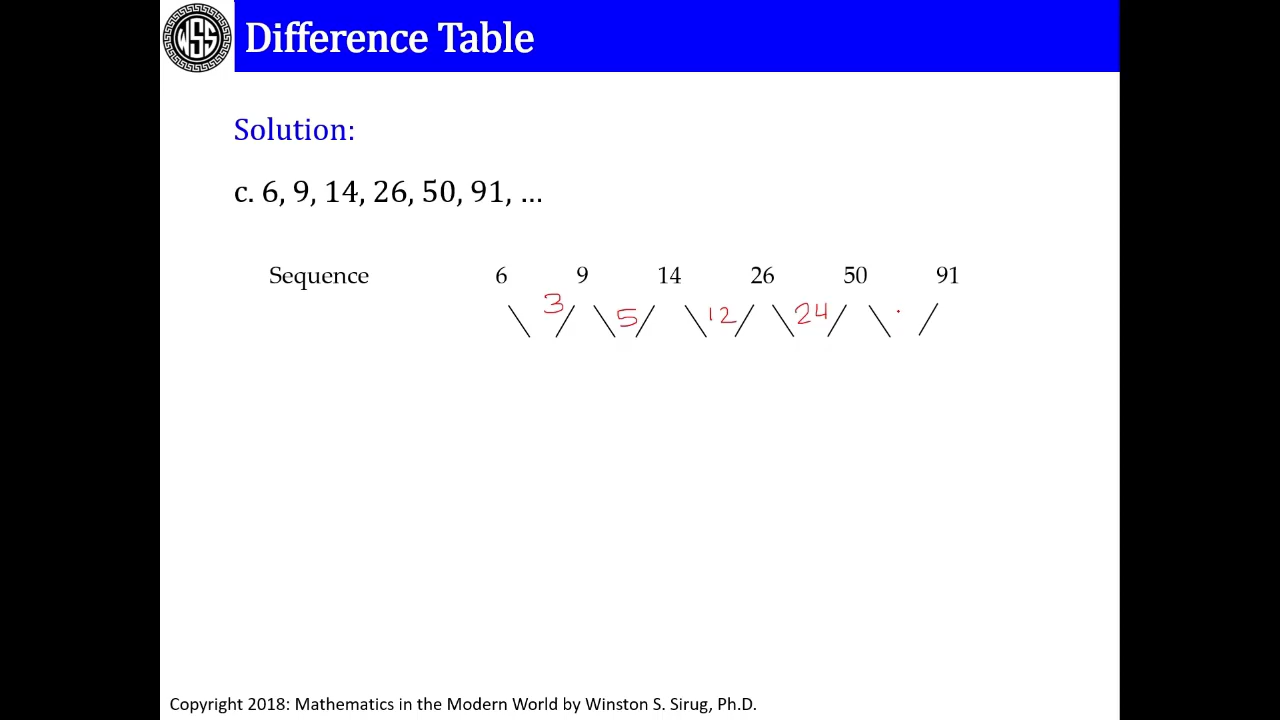 WSS
Difference Table
Solution:
c. 6, 9, 14, 26, 50, 91, ...
Sequence 6 9 14 26 50 91
3 5 12 24
Copyright 2018: Mathematics in the Modern World by Winston S. Sirug, Ph.D.